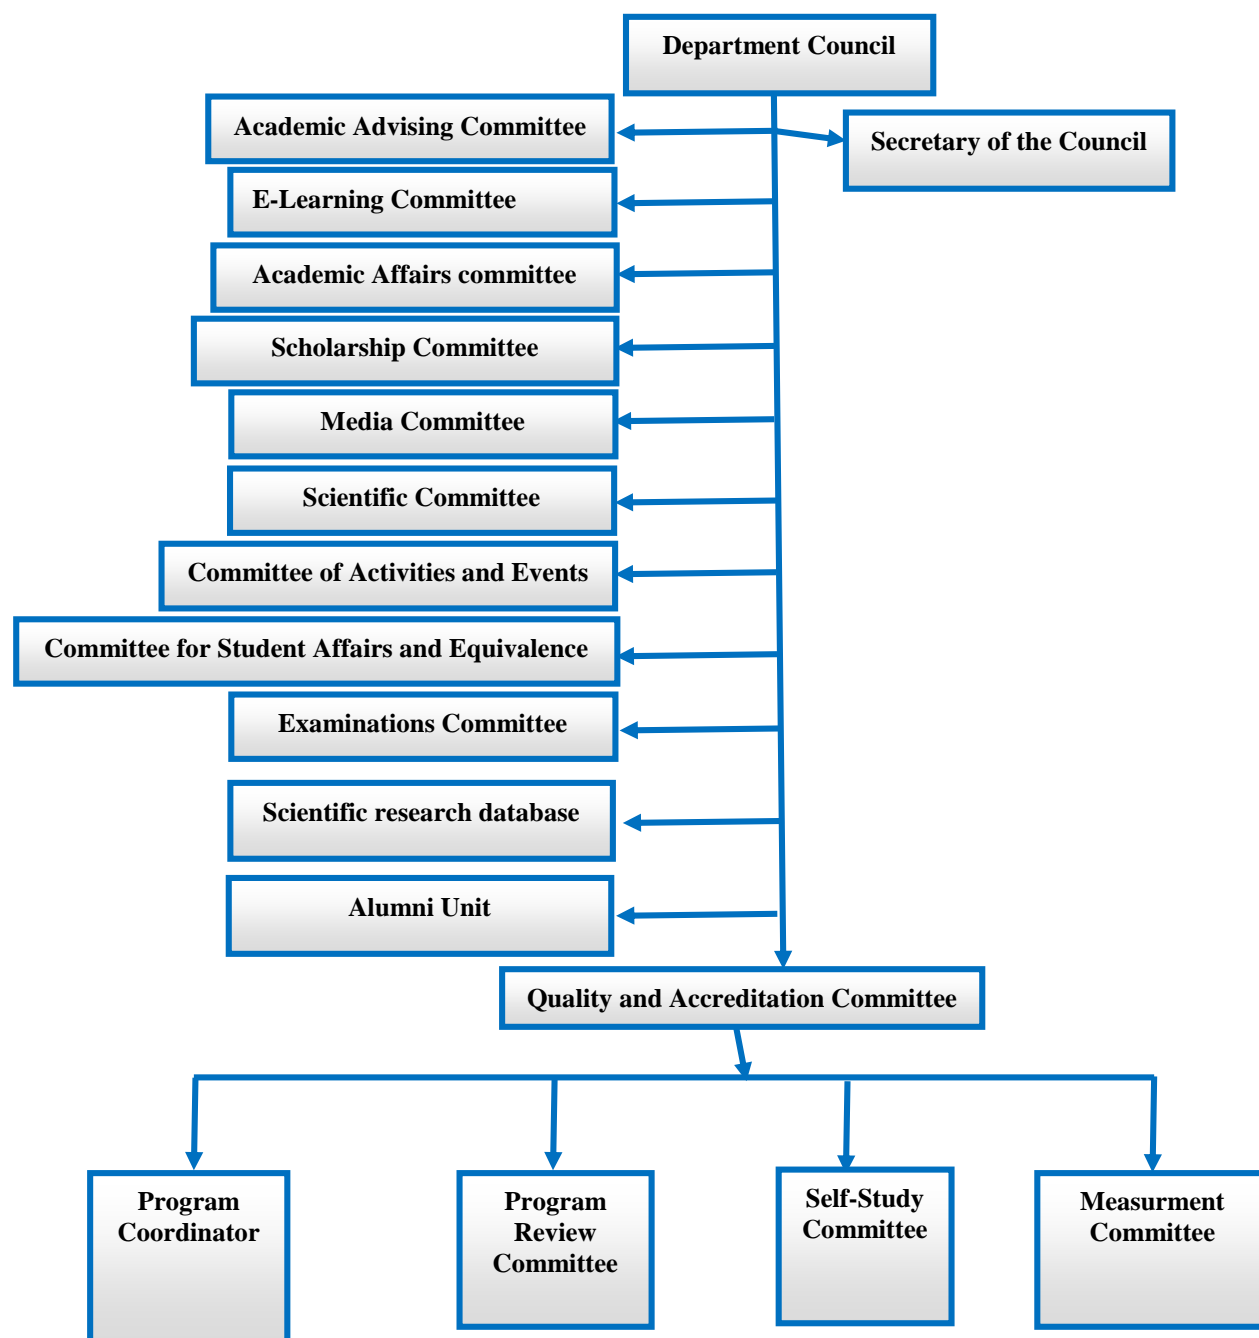 Department Council
Academic Advising Committee
Secretary of the Council
E-Learning Committee
Academic Affairs committee
Scholarship Committee
Media Committee
Scientific Committee
Committee of Activities and Events
Committee for Student Affairs and Equivalence
Examinations Committee
Scientific research database
Alumni Unit
Quality and Accreditation Committee
Program
Coordinator
Program
Review
Committee
Self-Study
Committee
Measurment
Committee